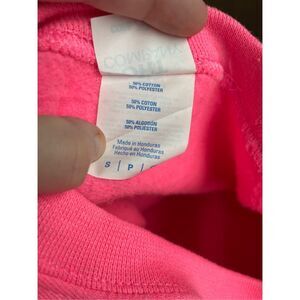 COMFORT
50% COTTON
50% POLYESTER
50% COTON
50% POLYESTER
50% ALGODÓN
50% POLIÉSTER
Made in Honduras
Fabriqué au Honduras
Hecho en Honduras
S | P |